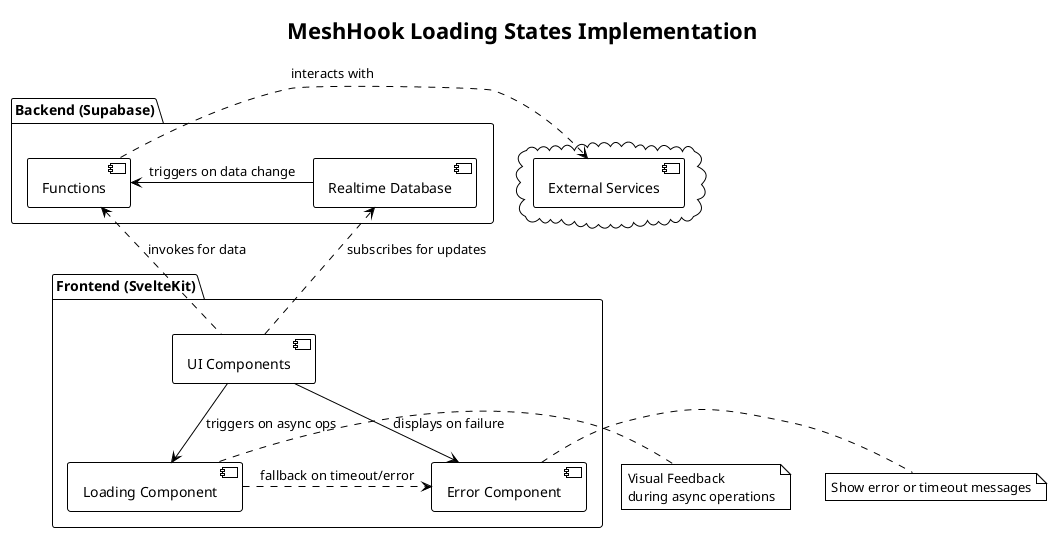 MeshHook Loading States Implementation
interacts with
Backend (Supabase)
Functions
triggers on data change
Realtime Database
External Services
invokes for data
subscribes for updates
Frontend (SvelteKit)
UI Components
triggers on async ops
displays on failure
Loading Component
fallback on timeout/error
Error Component
Visual Feedback
during async operations
Show error or timeout messages